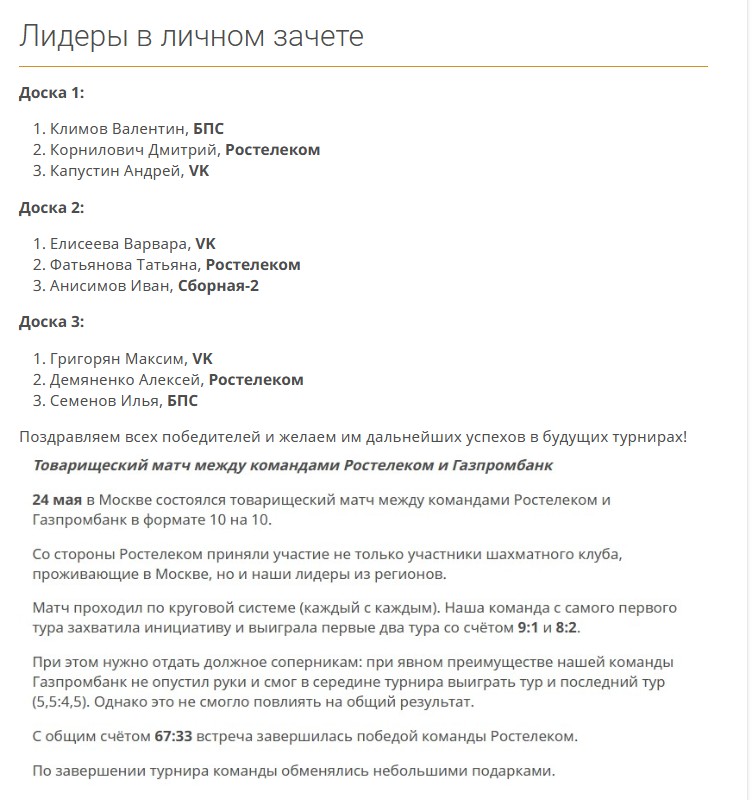 Лидеры в личном зачете
Доска 1:
1. Климов Валентин, БПС
2. Корнилович Дмитрий, Ростелеком
3. Капустин Андрей, VK
Доска 2:
1. Елисеева Варвара, VK
2. Фатьянова Татьяна, Ростелеком
3. Анисимов Иван, Сборная-2
Доска 3:
1. Григорян Максим, VK
2. Демяненко Алексей, Ростелеком
3. Семенов Илья, БПС
Поздравляем всех победителей и желаем им дальнейших успехов в будущих турнирах!
Товарищеский матч между командами Ростелеком и Газпромбанк
24 мая в Москве состоялся товарищеский матч между командами Ростелеком и
Газпромбанк в формате 10 на 10.
Со стороны Ростелеком приняли участие не только участники шахматного клуба,
проживающие в Москве, но и наши лидеры из регионов.
Матч проходил по круговой системе (каждый с каждым). Наша команда с самого первого
тура захватила инициативу и выиграла первые два тура со счётом 9:1 и 8:2.
При этом нужно отдать должное соперникам: при явном преимуществе нашей команды
Газпромбанк не опустил руки и смог в середине турнира выиграть тур и последний тур
(5,5:4,5). Однако это не смогло повлиять на общий результат.
С общим счётом 67:33 встреча завершилась победой команды Ростелеком.
По завершении турнира команды обменялись небольшими подарками.